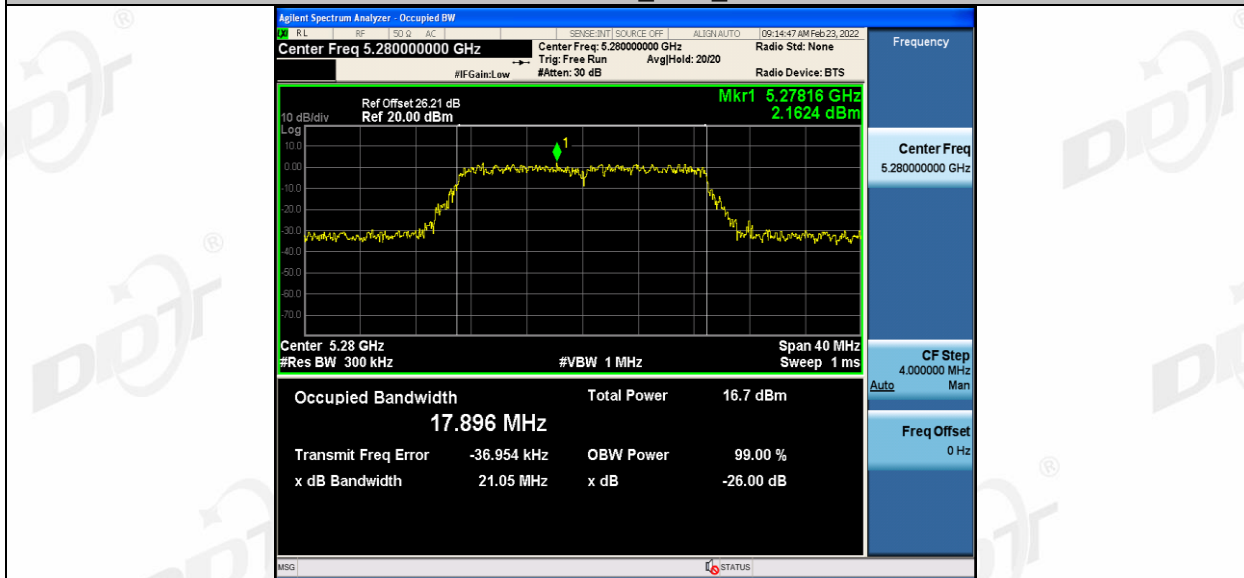 Agilent Spectrum Analyzer - Occupied BW
RL RF 50 Ω AC SENSE:INT SOURCE OFF ALIGN AUTO 09:14:47 AM Feb 23, 2022
Center Freq 5.280000000 GHz Center Freq: 5.280000000 GHz Radio Std: None Frequency
Trig: Free Run Avg|Hold: 20/20
#IFGain:Low #Atten: 30 dB Radio Device: BTS
Mkr1 5.27816 GHz
Ref Offset 26.21 dB
10 dB/div Ref 20.00 dBm 2.1624 dBm
Log
10.0
1
Center Freq
0.00
5.280000000 GHz
-10.0
-20.0
-30.0
-40.0
-50.0
-60.0
-70.0
Center 5.28 GHz Span 40 MHz
#Res BW 300 kHz #VBW 1 MHz Sweep 1 ms
CF Step
4.000000 MHz
Auto Man
Occupied Bandwidth Total Power 16.7 dBm
17.896 MHz
Freq Offset
0 Hz
Transmit Freq Error -36.954 kHz OBW Power 99.00 %
x dB Bandwidth 21.05 MHz x dB -26.00 dB
MSG STATUS
DDT ®